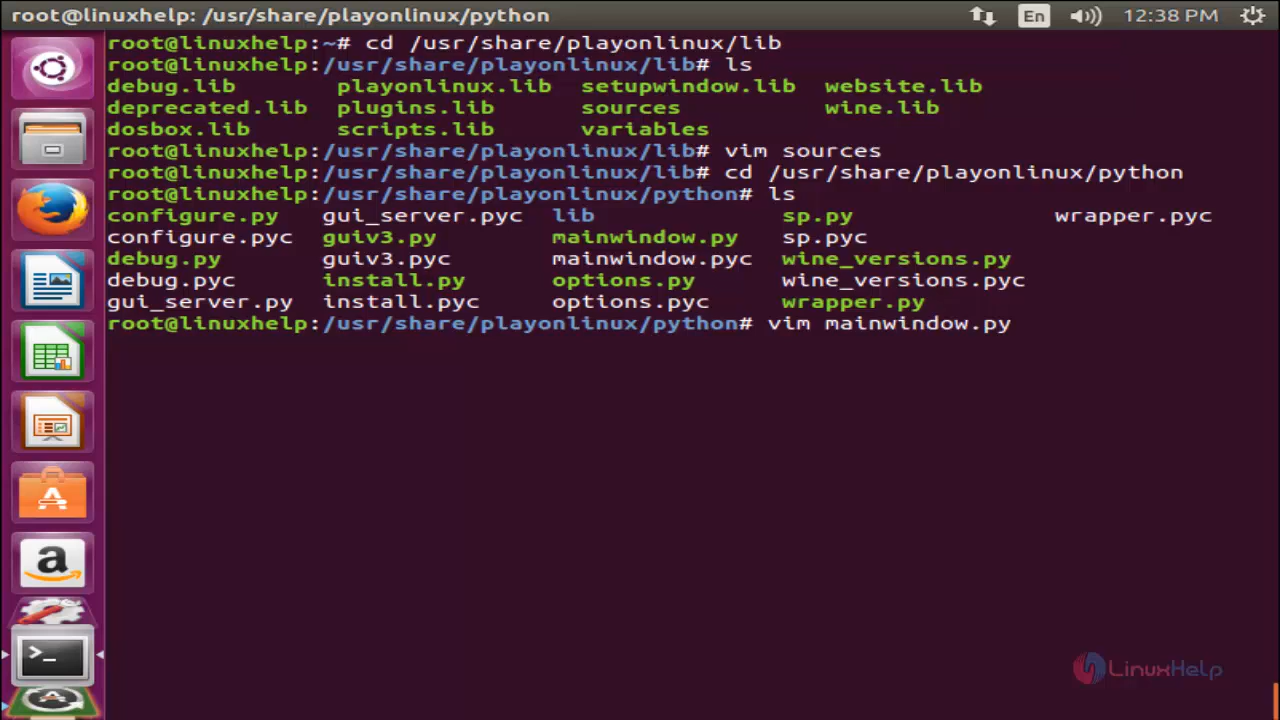 root@linuxhelp: /usr/share/playonlinux/python En 12:38 PM
root@linuxhelp:~# cd /usr/share/playonlinux/lib
root@linuxhelp:/usr/share/playonlinux/lib# ls
debug.lib playonlinux.lib setupwindow.lib website.lib
deprecated.lib plugins.lib sources wine.lib
dosbox.lib scripts.lib variables
root@linuxhelp:/usr/share/playonlinux/lib# vim sources
root@linuxhelp:/usr/share/playonlinux/lib# cd /usr/share/playonlinux/python
root@linuxhelp:/usr/share/playonlinux/python# ls
configure.py gui_server.pyc lib sp.py wrapper.pyc
configure.pyc guiv3.py mainwindow.py sp.pyc
debug.py guiv3.pyc mainwindow.pyc wine_versions.py
debug.pyc install.py options.py wine_versions.pyc
gui_server.py install.pyc options.pyc wrapper.py
root@linuxhelp:/usr/share/playonlinux/python# vim mainwindow.py
a
>_
LinuxHelp